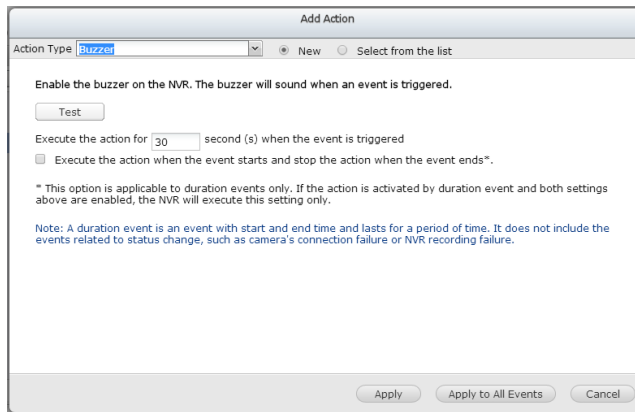 Add Action
Action Type Buzzer New Select from the list
Enable the buzzer on the NVR. The buzzer will sound when an event is triggered.
Test
Execute the action for 30 second (s) when the event is triggered
Execute the action when the event starts and stop the action when the event ends*.
* This option is applicable to duration events only. If the action is activated by duration event and both settings
above are enabled, the NVR will execute this setting only.
Note: A duration event is an event with start and end time and lasts for a period of time. It does not include the
events related to status change, such as camera's connection failure or NVR recording failure.
Apply Apply to All Events Cancel